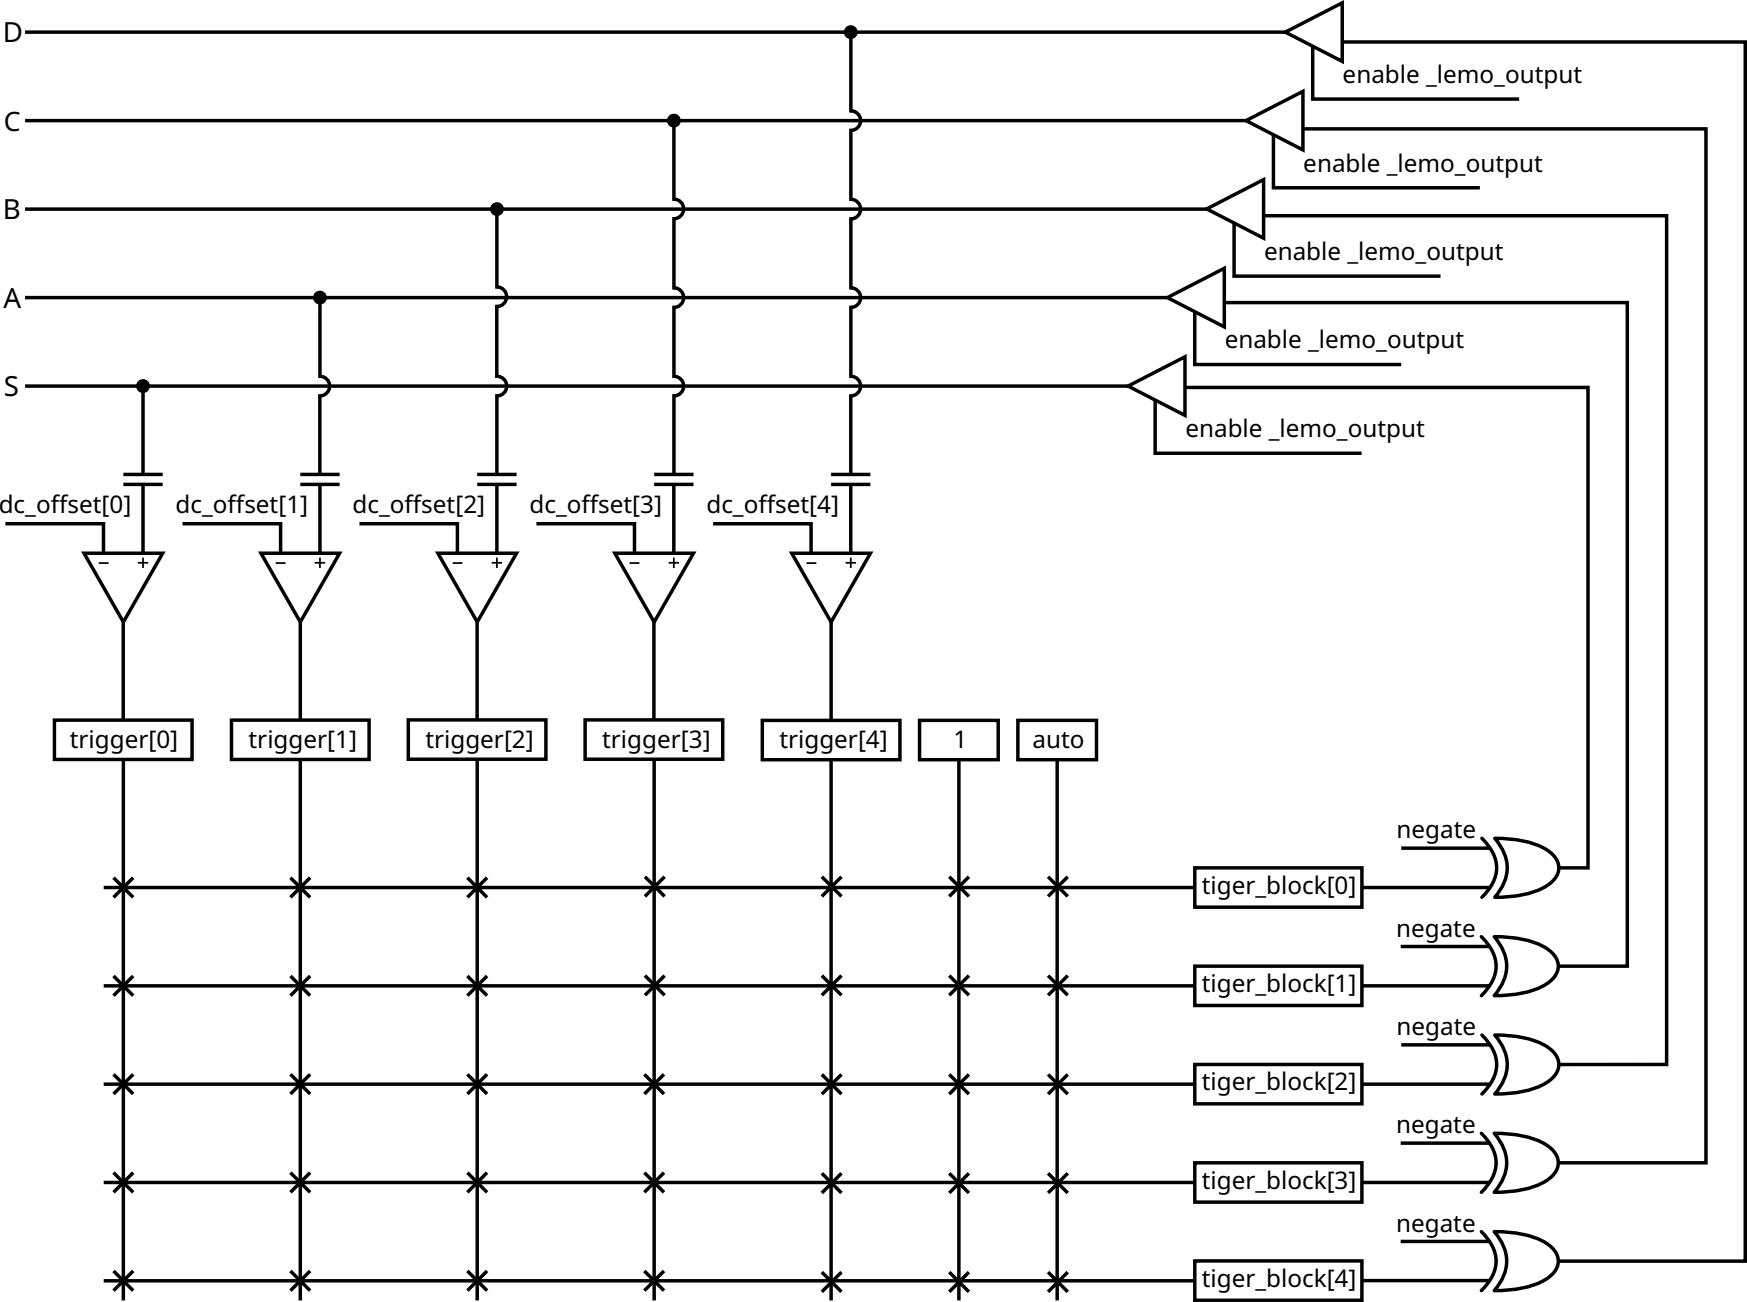 D
enable _lemo_output
C
enable _lemo_output
B
enable _lemo_output
A
enable _lemo_output
S
enable _lemo_output
dc_offset[0] dc_offset[1] dc_offset[2] dc_offset[3] dc_offset[4]
− + − + − + − + − +
trigger[0] trigger[1] trigger[2] trigger[3] trigger[4] 1 auto
negate
tiger_block[0]
negate
tiger_block[1]
negate
tiger_block[2]
negate
tiger_block[3]
negate
tiger_block[4]